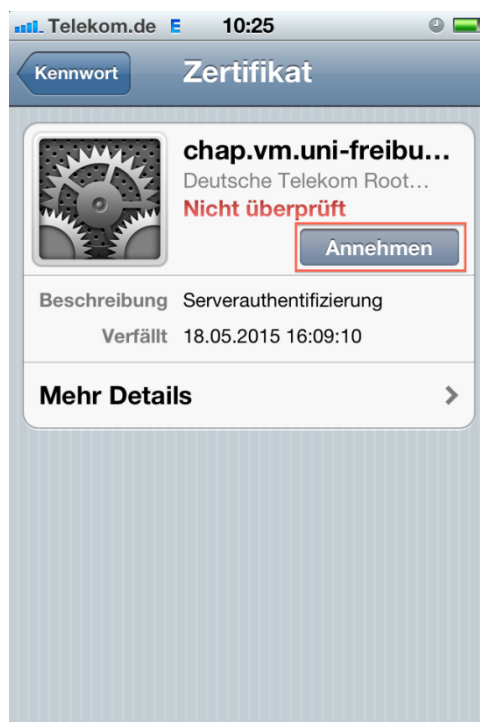 Telekom.de E 10:25
Kennwort Zertifikat
chap.vm.uni-freibu...
Deutsche Telekom Root...
Nicht überprüft
Annehmen
Beschreibung Serverauthentifizierung
Verfällt 18.05.2015 16:09:10
Mehr Details